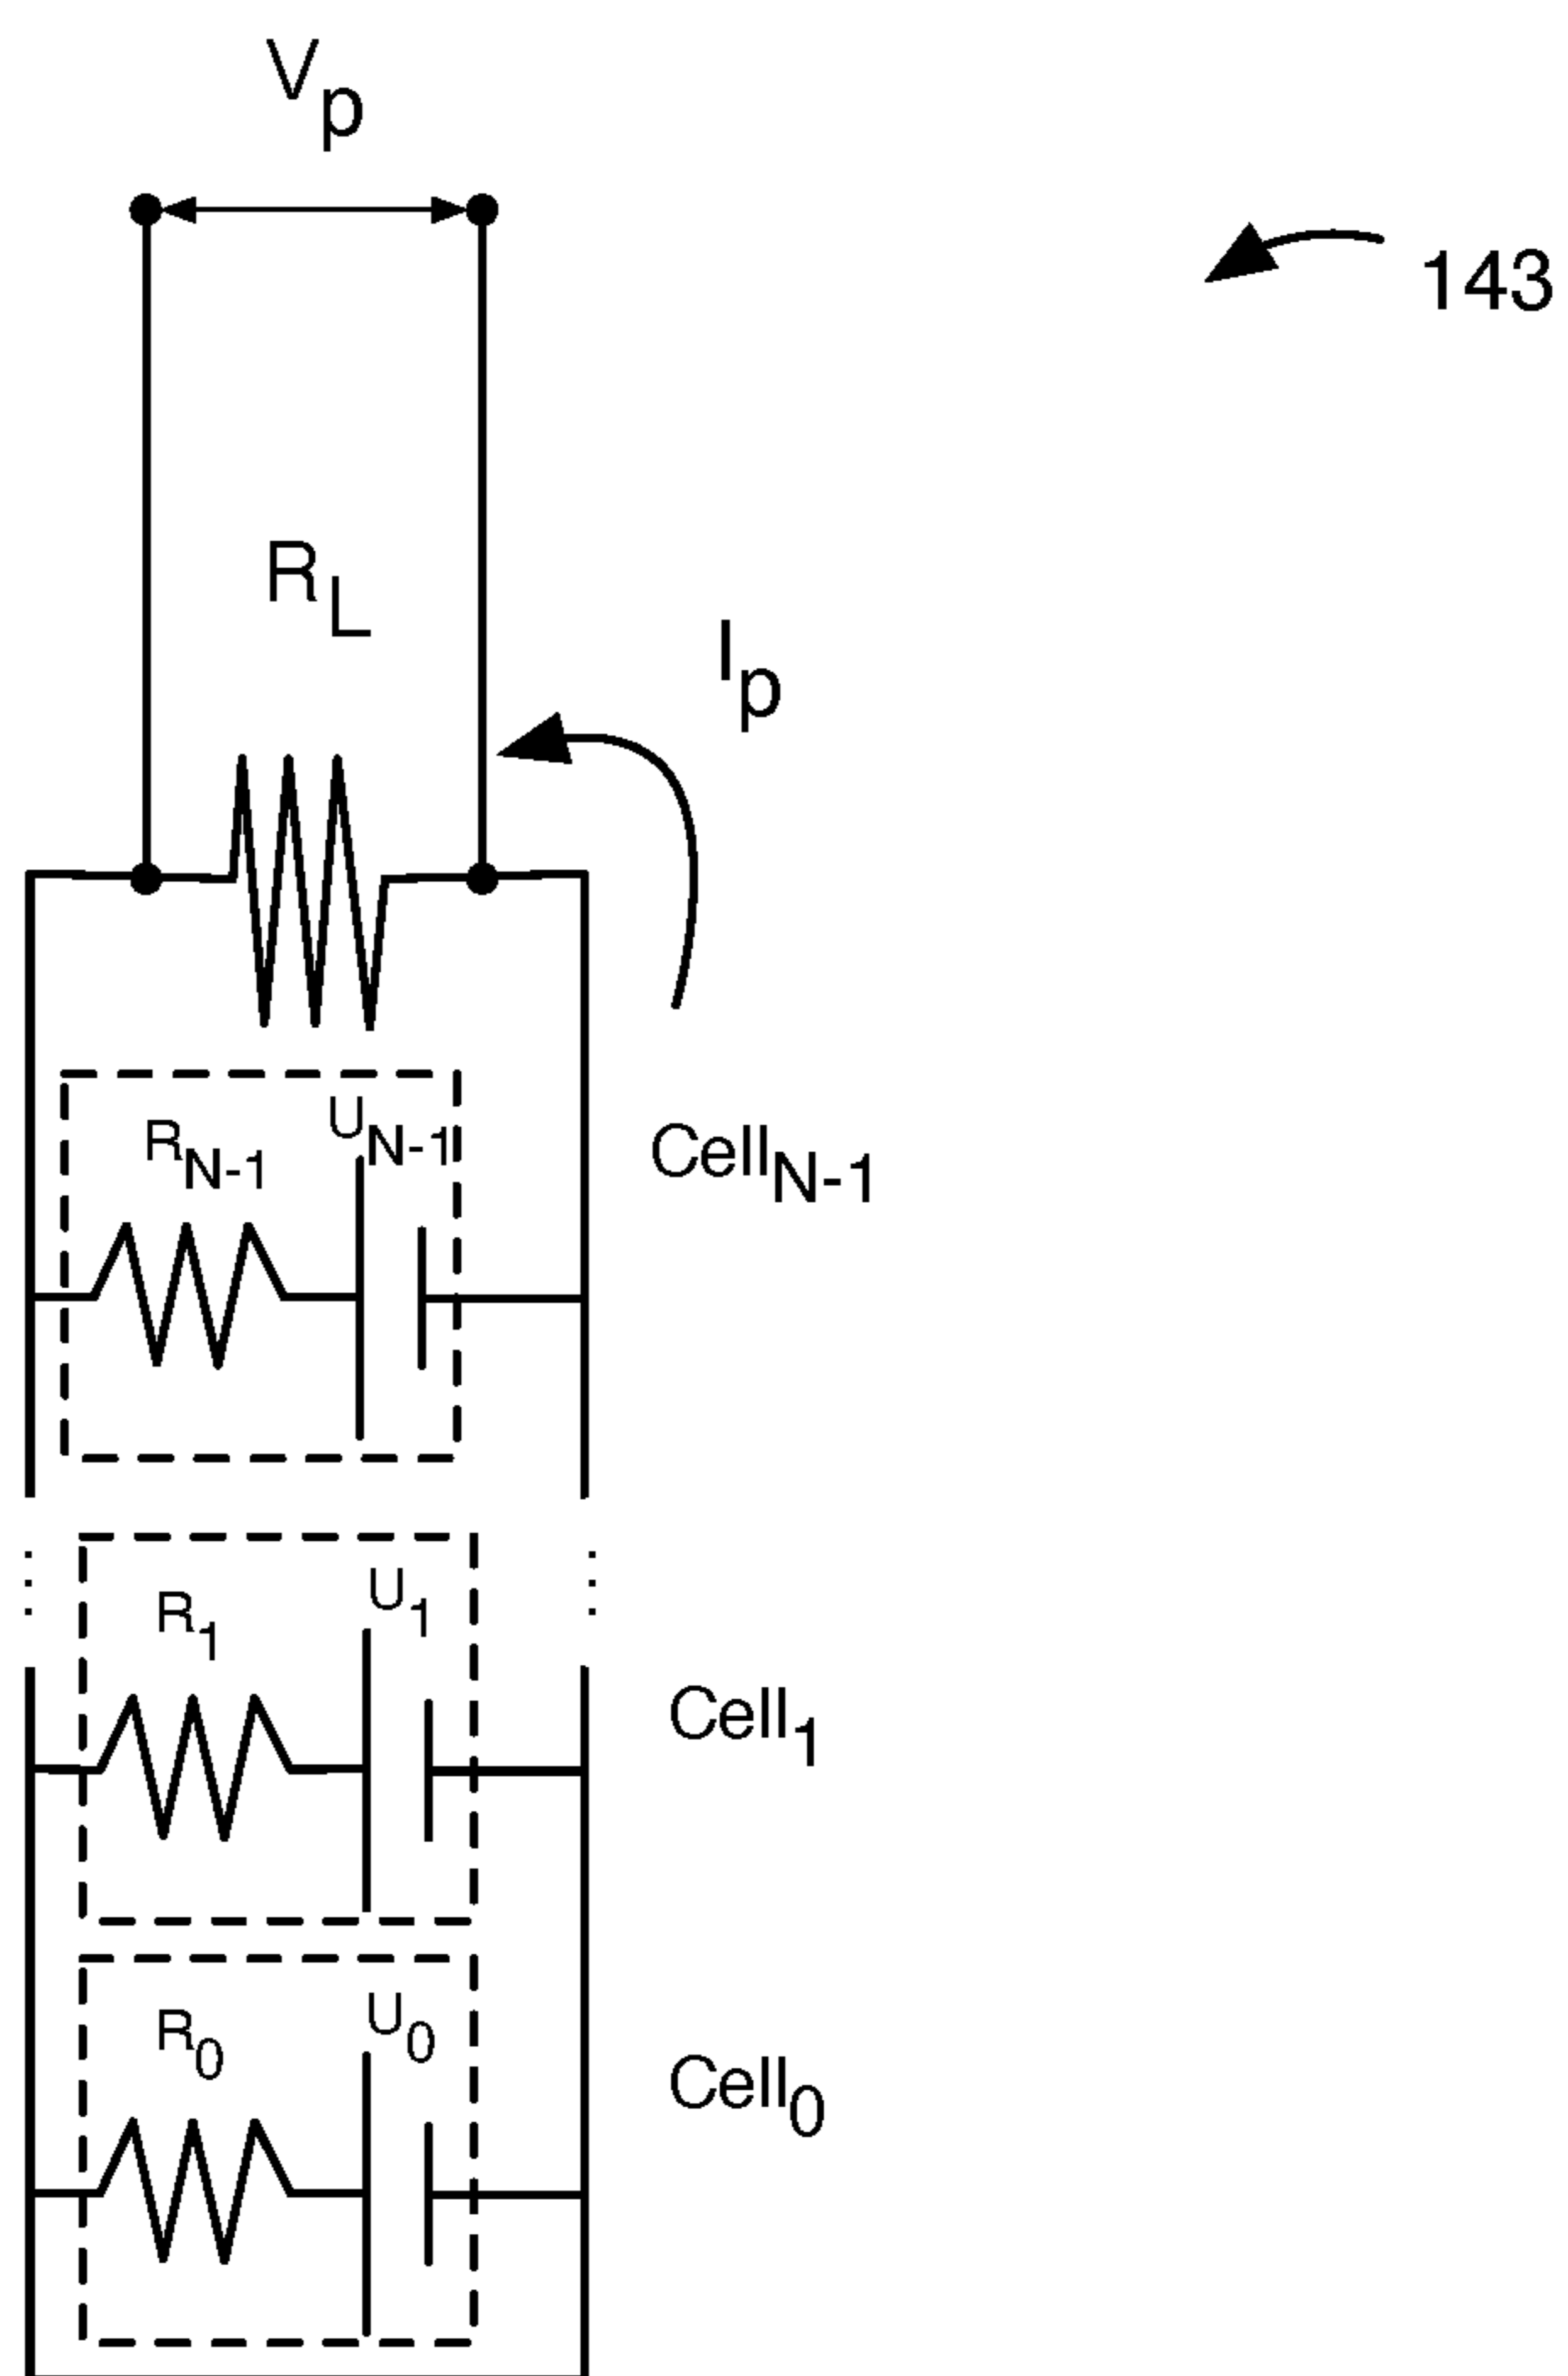 Vp
143
RL
Ip
RN-1
UN-1
CellN-1
R1
U1
Cell1
R0
U0
Cell0